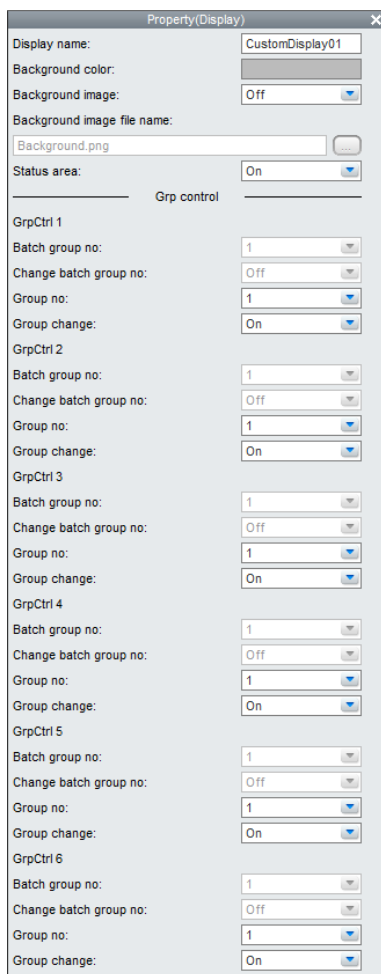 Property(Display)
Display name: CustomDisplay01
Background color:
Background image: Off
Background image file name:
Background.png ...
Status area: On
Grp control
GrpCtrl 1
Batch group no: 1
Change batch group no: Off
Group no: 1
Group change: On
GrpCtrl 2
Batch group no: 1
Change batch group no: Off
Group no: 1
Group change: On
GrpCtrl 3
Batch group no: 1
Change batch group no: Off
Group no: 1
Group change: On
GrpCtrl 4
Batch group no: 1
Change batch group no: Off
Group no: 1
Group change: On
GrpCtrl 5
Batch group no: 1
Change batch group no: Off
Group no: 1
Group change: On
GrpCtrl 6
Batch group no: 1
Change batch group no: Off
Group no: 1
Group change: On